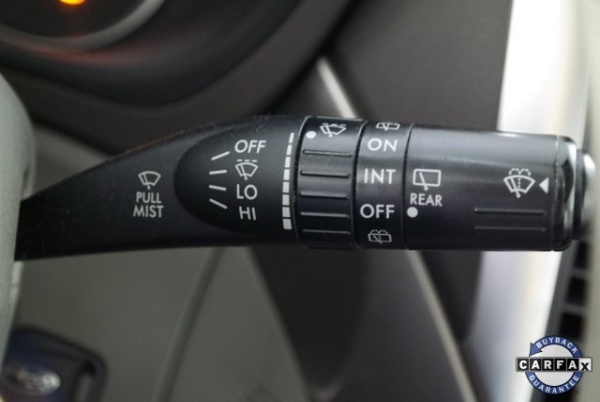 PULL
MIST
OFF
LO
HI
ON
INT
OFF
REAR
BUYBACK
CARFAX
GUARANTEE